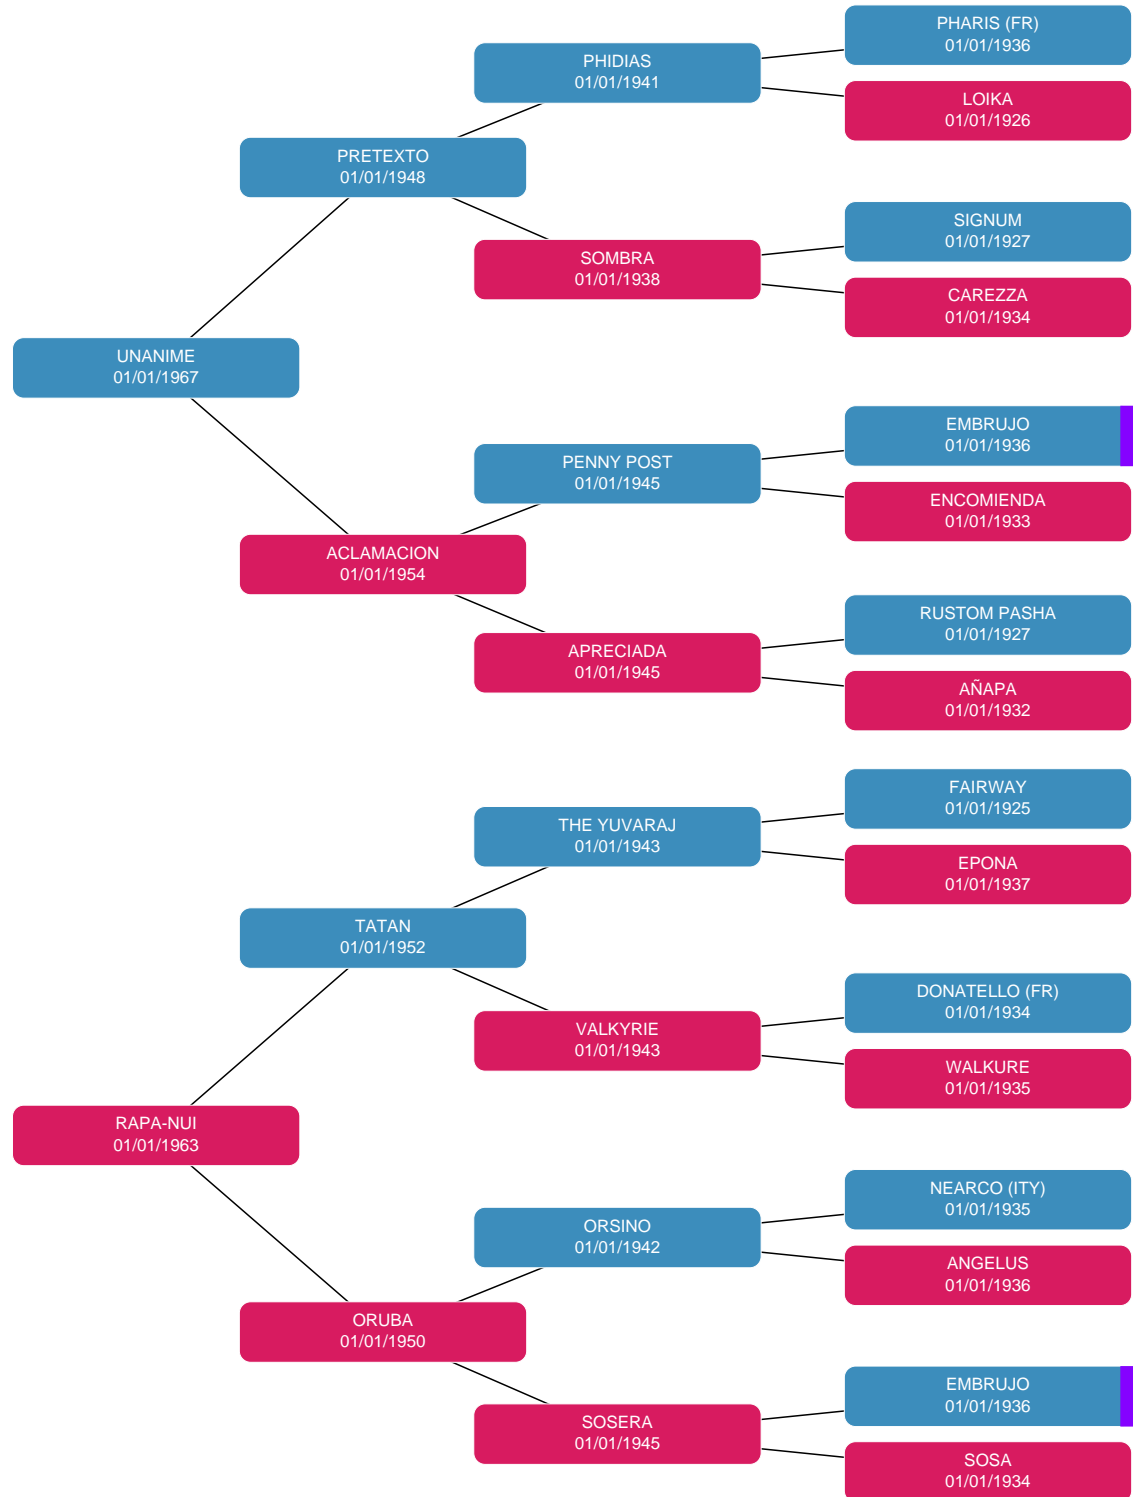 PHARIS (FR)
01/01/1936
PHIDIAS
01/01/1941
LOIKA
01/01/1926
PRETEXTO
01/01/1948
SIGNUM
01/01/1927
SOMBRA
01/01/1938
CAREZZA
01/01/1934
UNANIME
01/01/1967
EMBRUJO
01/01/1936
PENNY POST
01/01/1945
ENCOMIENDA
01/01/1933
ACLAMACION
01/01/1954
RUSTOM PASHA
01/01/1927
APRECIADA
01/01/1945
AÑAPA
01/01/1932
FAIRWAY
01/01/1925
THE YUVARAJ
01/01/1943
EPONA
01/01/1937
TATAN
01/01/1952
DONATELLO (FR)
01/01/1934
VALKYRIE
01/01/1943
WALKURE
01/01/1935
RAPA-NUI
01/01/1963
NEARCO (ITY)
01/01/1935
ORSINO
01/01/1942
ANGELUS
01/01/1936
ORUBA
01/01/1950
EMBRUJO
01/01/1936
SOSERA
01/01/1945
SOSA
01/01/1934